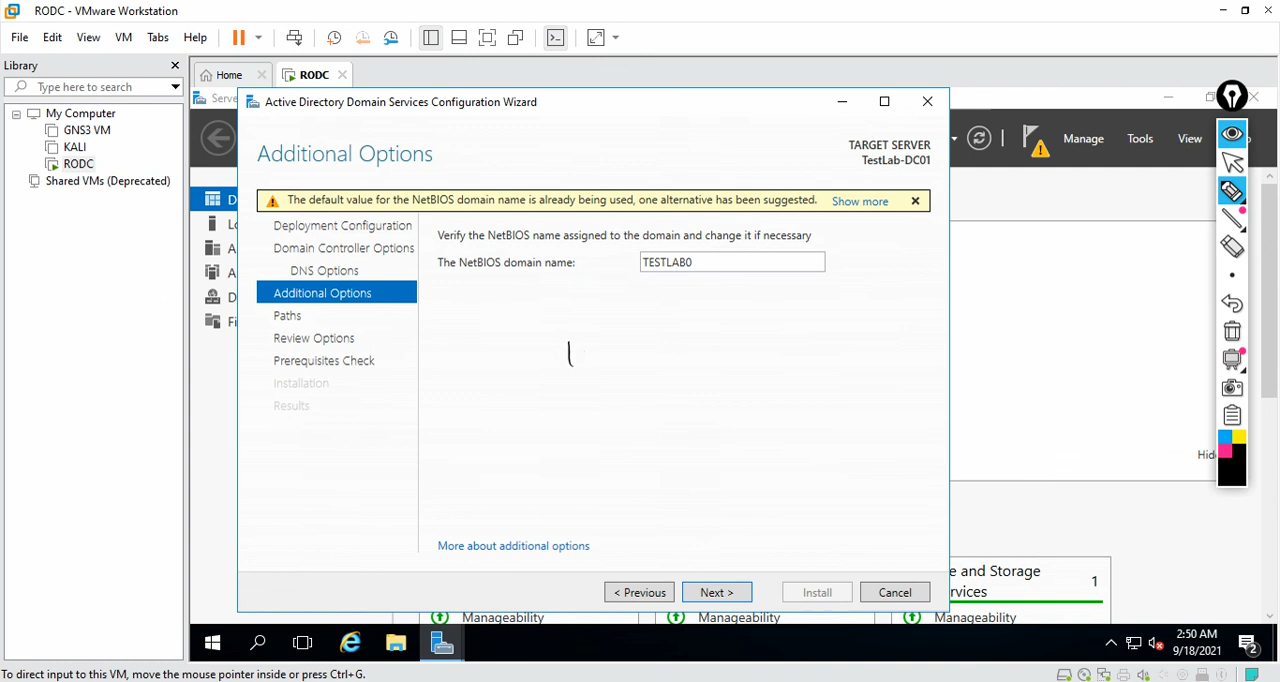 RODC - VMware Workstation
File Edit View VM Tabs Help
Library
Type here to search
My Computer
GNS3 VM
KALI
RODC
Shared VMs (Deprecated)
Home
RODC
Serve
Active Directory Domain Services Configuration Wizard
Manage Tools View
Additional Options
TARGET SERVER
TestLab-DC01
The default value for the NetBIOS domain name is already being used, one alternative has been suggested. Show more
Deployment Configuration
Domain Controller Options
DNS Options
Additional Options
Paths
Review Options
Prerequisites Check
Installation
Results
Verify the NetBIOS name assigned to the domain and change it if necessary
The NetBIOS domain name: TESTLAB0
More about additional options
< Previous Next > Install Cancel
D
Lo
A
A
D
Fi
Hid
e and Storage
rvices
1
Manageability
Manageability
Manageability
2:50 AM
9/18/2021
2
To direct input to this VM, move the mouse pointer inside or press Ctrl+G.